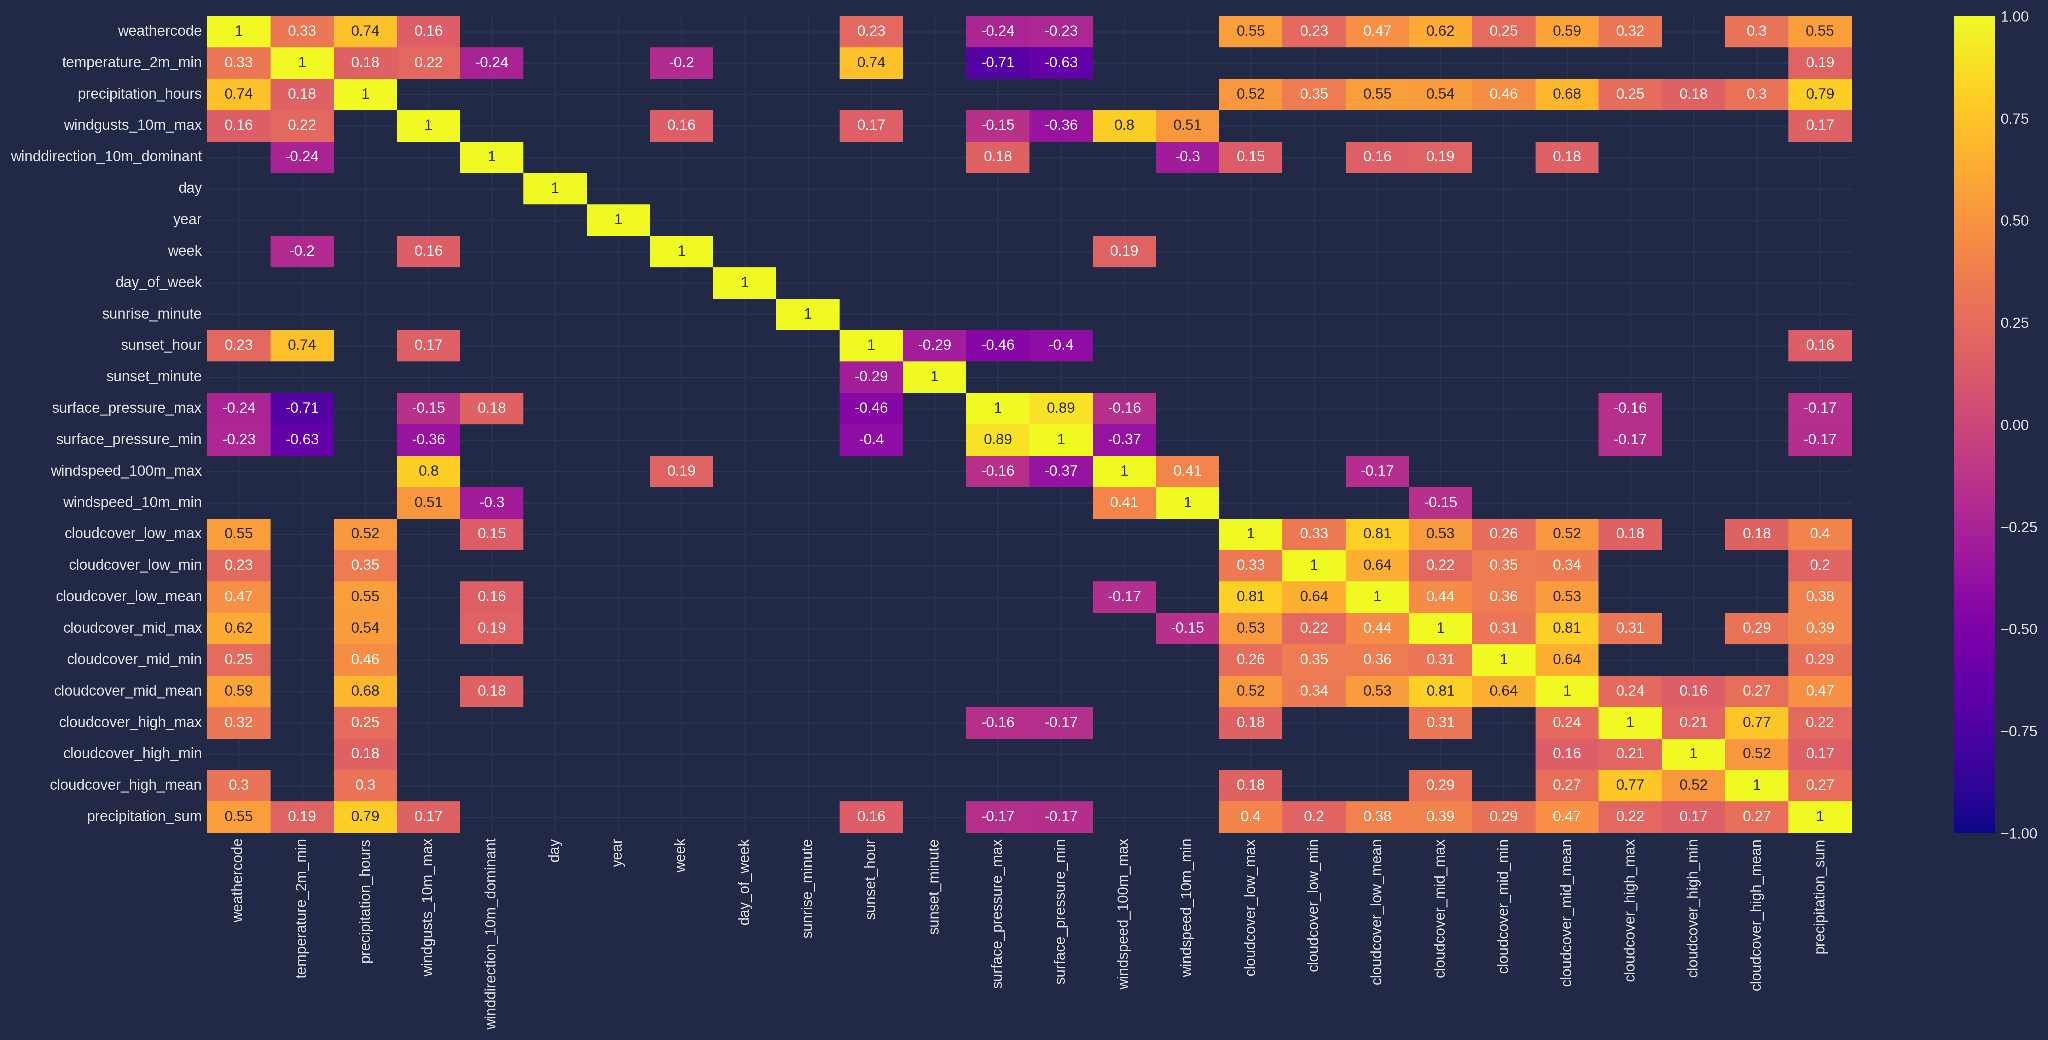 weathercode 1 0.33 0.74 0.16 0.23 -0.24 -0.23 0.55 0.23 0.47 0.62 0.25 0.59 0.32 0.3 0.55
temperature_2m_min 0.33 1 0.18 0.22 -0.24 -0.2 0.74 -0.71 -0.63 0.19
precipitation_hours 0.74 0.18 1 0.52 0.35 0.55 0.54 0.46 0.68 0.25 0.18 0.3 0.79
windgusts_10m_max 0.16 0.22 1 0.16 0.17 -0.15 -0.36 0.8 0.51 0.17
winddirection_10m_dominant -0.24 1 0.18 -0.3 0.15 0.16 0.19 0.18
day 1
year 1
week -0.2 0.16 1 0.19
day_of_week 1
sunrise_minute 1
sunset_hour 0.23 0.74 0.17 1 -0.29 -0.46 -0.4 0.16
sunset_minute -0.29 1
surface_pressure_max -0.24 -0.71 -0.15 0.18 -0.46 1 0.89 -0.16 -0.16 -0.17
surface_pressure_min -0.23 -0.63 -0.36 -0.4 0.89 1 -0.37 -0.17 -0.17
windspeed_100m_max 0.8 0.19 -0.16 -0.37 1 0.41 -0.17
windspeed_10m_min 0.51 -0.3 0.41 1 -0.15
cloudcover_low_max 0.55 0.52 0.15 1 0.33 0.81 0.53 0.26 0.52 0.18 0.18 0.4
cloudcover_low_min 0.23 0.35 0.33 1 0.64 0.22 0.35 0.34 0.2
cloudcover_low_mean 0.47 0.55 0.16 -0.17 0.81 0.64 1 0.44 0.36 0.53 0.38
cloudcover_mid_max 0.62 0.54 0.19 -0.15 0.53 0.22 0.44 1 0.31 0.81 0.31 0.29 0.39
cloudcover_mid_min 0.25 0.46 0.26 0.35 0.36 0.31 1 0.64 0.29
cloudcover_mid_mean 0.59 0.68 0.18 0.52 0.34 0.53 0.81 0.64 1 0.24 0.16 0.27 0.47
cloudcover_high_max 0.32 0.25 -0.16 -0.17 0.18 0.31 0.24 1 0.21 0.77 0.22
cloudcover_high_min 0.18 0.16 0.21 1 0.52 0.17
cloudcover_high_mean 0.3 0.3 0.18 0.29 0.27 0.77 0.52 1 0.27
precipitation_sum 0.55 0.19 0.79 0.17 0.16 -0.17 -0.17 0.4 0.2 0.38 0.39 0.29 0.47 0.22 0.17 0.27 1
weathercode
temperature_2m_min
precipitation_hours
windgusts_10m_max
winddirection_10m_dominant
day
year
week
day_of_week
sunrise_minute
sunset_hour
sunset_minute
surface_pressure_max
surface_pressure_min
windspeed_100m_max
windspeed_10m_min
cloudcover_low_max
cloudcover_low_min
cloudcover_low_mean
cloudcover_mid_max
cloudcover_mid_min
cloudcover_mid_mean
cloudcover_high_max
cloudcover_high_min
cloudcover_high_mean
precipitation_sum
1.00
0.75
0.50
0.25
0.00
−0.25
−0.50
−0.75
−1.00